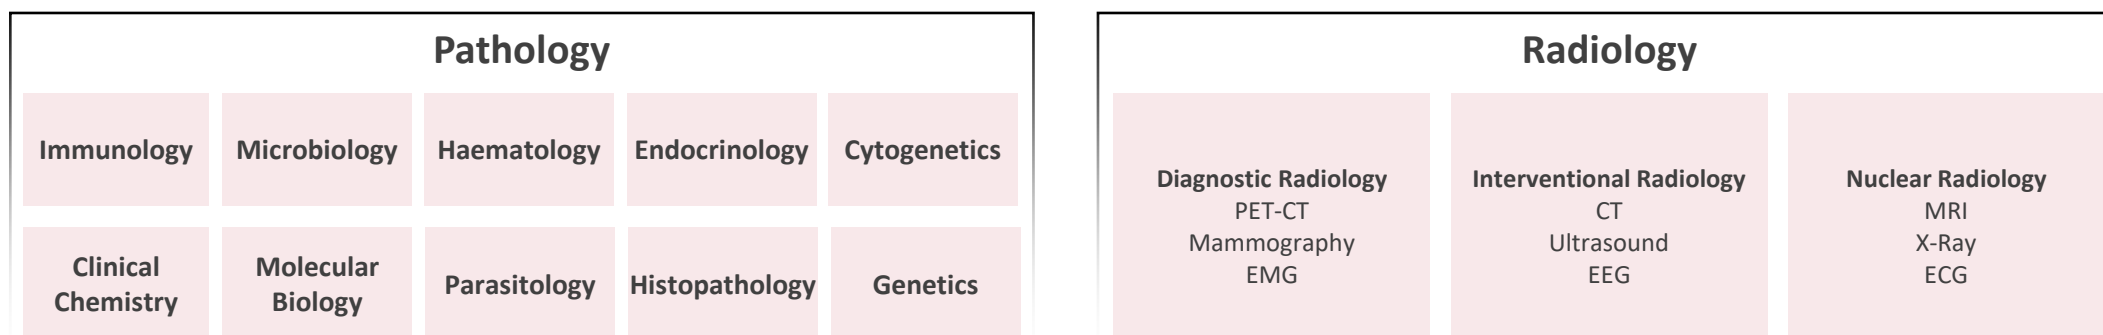 Pathology
Immunology
Microbiology
Haematology
Endocrinology
Cytogenetics
Clinical
Chemistry
Molecular
Biology
Parasitology
Histopathology
Genetics
Radiology
Diagnostic Radiology
PET-CT
Mammography
EMG
Interventional Radiology
CT
Ultrasound
EEG
Nuclear Radiology
MRI
X-Ray
ECG